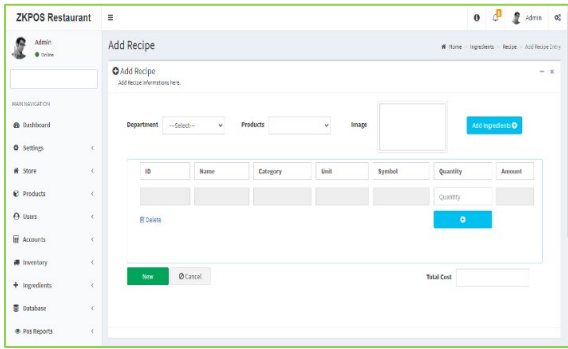 ZKPOS Restaurant
Admin
Admin
Online
Add Recipe
Home - Ingredients - Recipe - Add Recipe Entry
Add Recipe
Add Recipe informations here.
MAIN NAVIGATION
Dashboard
Settings
Store
Products
Users
Accounts
Inventory
Ingredients
Database
Pos Reports
Department ---Select--- Products Image Add Ingredients
ID Name Category Unit Symbol Quantity Amount
Quantity
Delete
New Cancel Total Cost